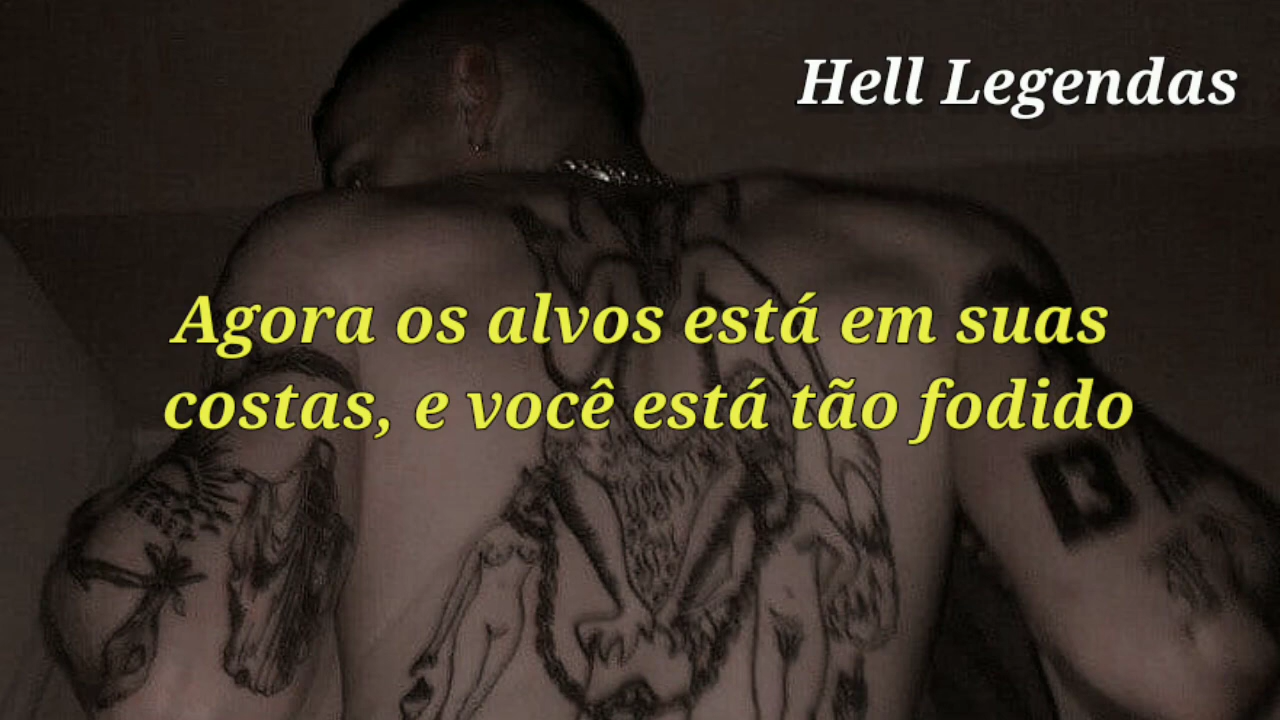 Hell Legendas
Agora os alvos está em suas
costas, e você está tão fodido